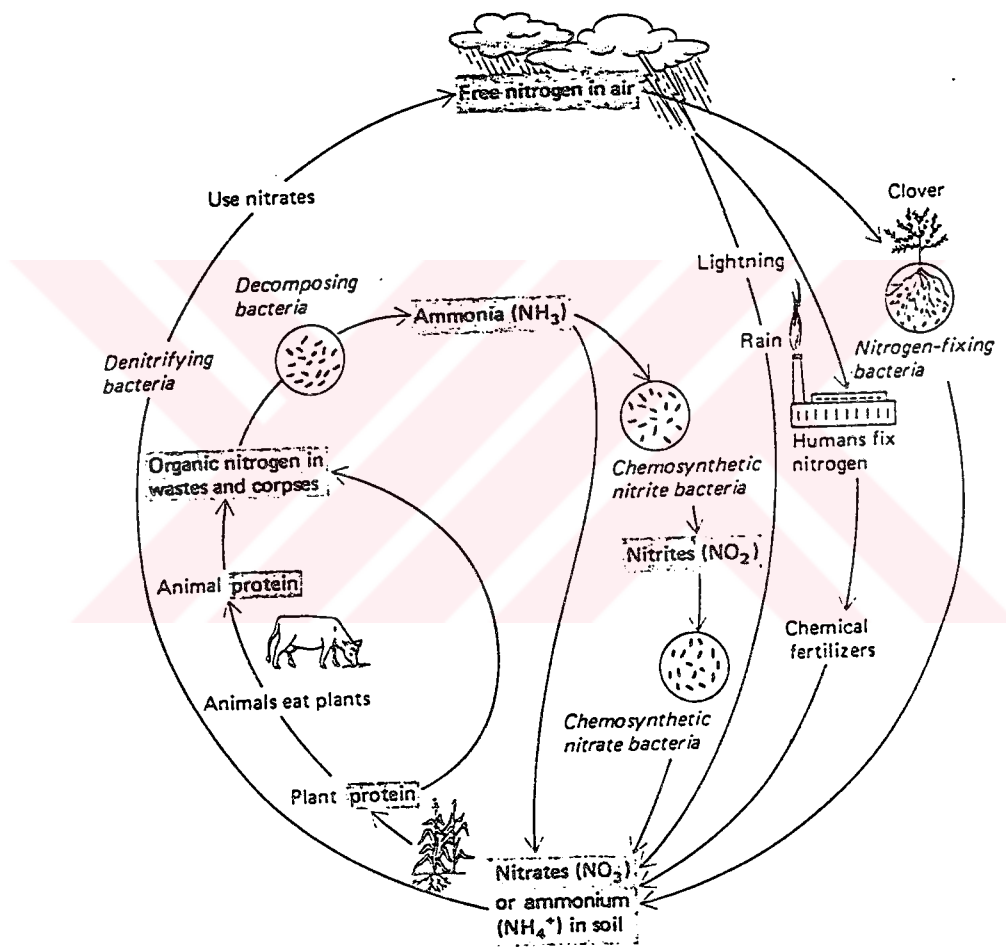 Free nitrogen in air
Use nitrates
Clover
Lightning
Decomposing
bacteria
Ammonia (NH₃)
Rain
Nitrogen-fixing
bacteria
Denitrifying
bacteria
Humans fix
nitrogen
Organic nitrogen in
wastes and corpses
Chemosynthetic
nitrite bacteria
Nitrites (NO₂)
Animal protein
Chemical
fertilizers
Animals eat plants
Chemosynthetic
nitrate bacteria
Plant protein
Nitrates (NO₃⁻)
or ammonium
(NH₄⁺) in soil